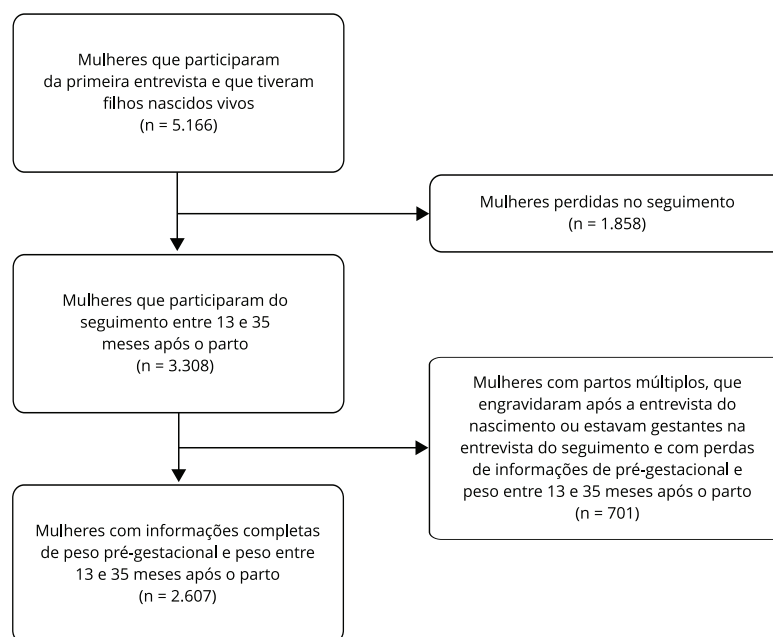 Mulheres que participaram
da primeira entrevista e que tiveram
filhos nascidos vivos
(n = 5.166)
Mulheres perdidas no seguimento
(n = 1.858)
Mulheres que participaram do
seguimento entre 13 e 35
meses após o parto
(n = 3.308)
Mulheres com partos múltiplos, que
engravidaram após a entrevista do
nascimento ou estavam gestantes na
entrevista do seguimento e com perdas
de informações de pré-gestacional e
peso entre 13 e 35 meses após o parto
(n = 701)
Mulheres com informações completas
de peso pré-gestacional e peso entre
13 e 35 meses após o parto
(n = 2.607)